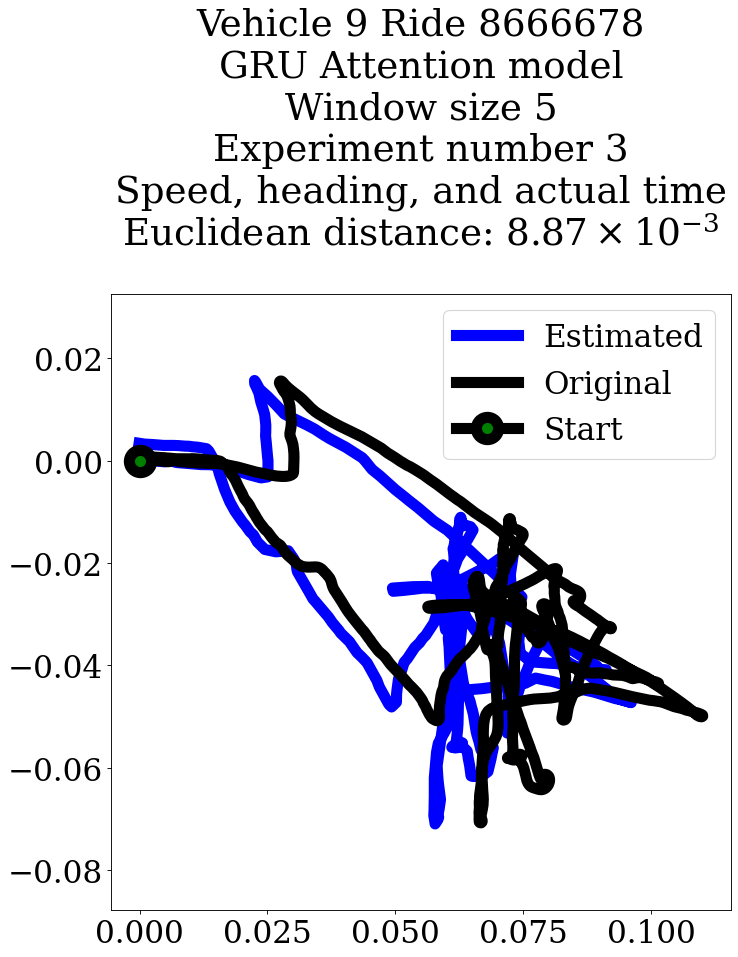 Vehicle 9 Ride 8666678
GRU Attention model
Window size 5
Experiment number 3
Speed, heading, and actual time
Euclidean distance: 8.87 × 10⁻³
Estimated
Original
Start
0.02
0.00
−0.02
−0.04
−0.06
−0.08
0.000 0.025 0.050 0.075 0.100